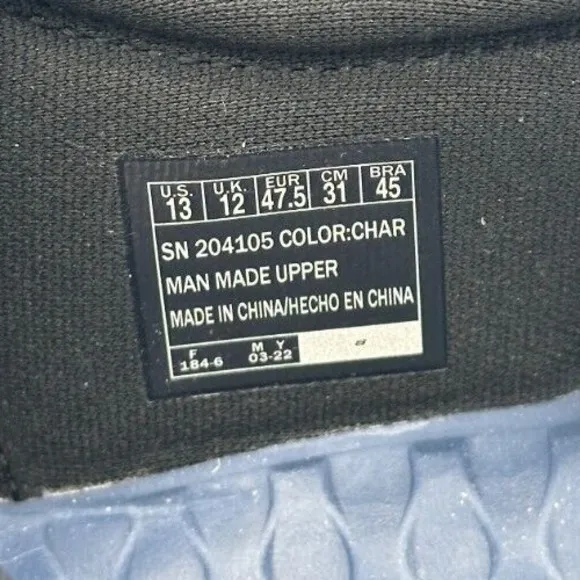 U.S. U.K. EUR CM BRA
13 12 47.5 31 45
SN 204105 COLOR:CHAR
MAN MADE UPPER
MADE IN CHINA/HECHO EN CHINA
F M Y
184-6 03-22